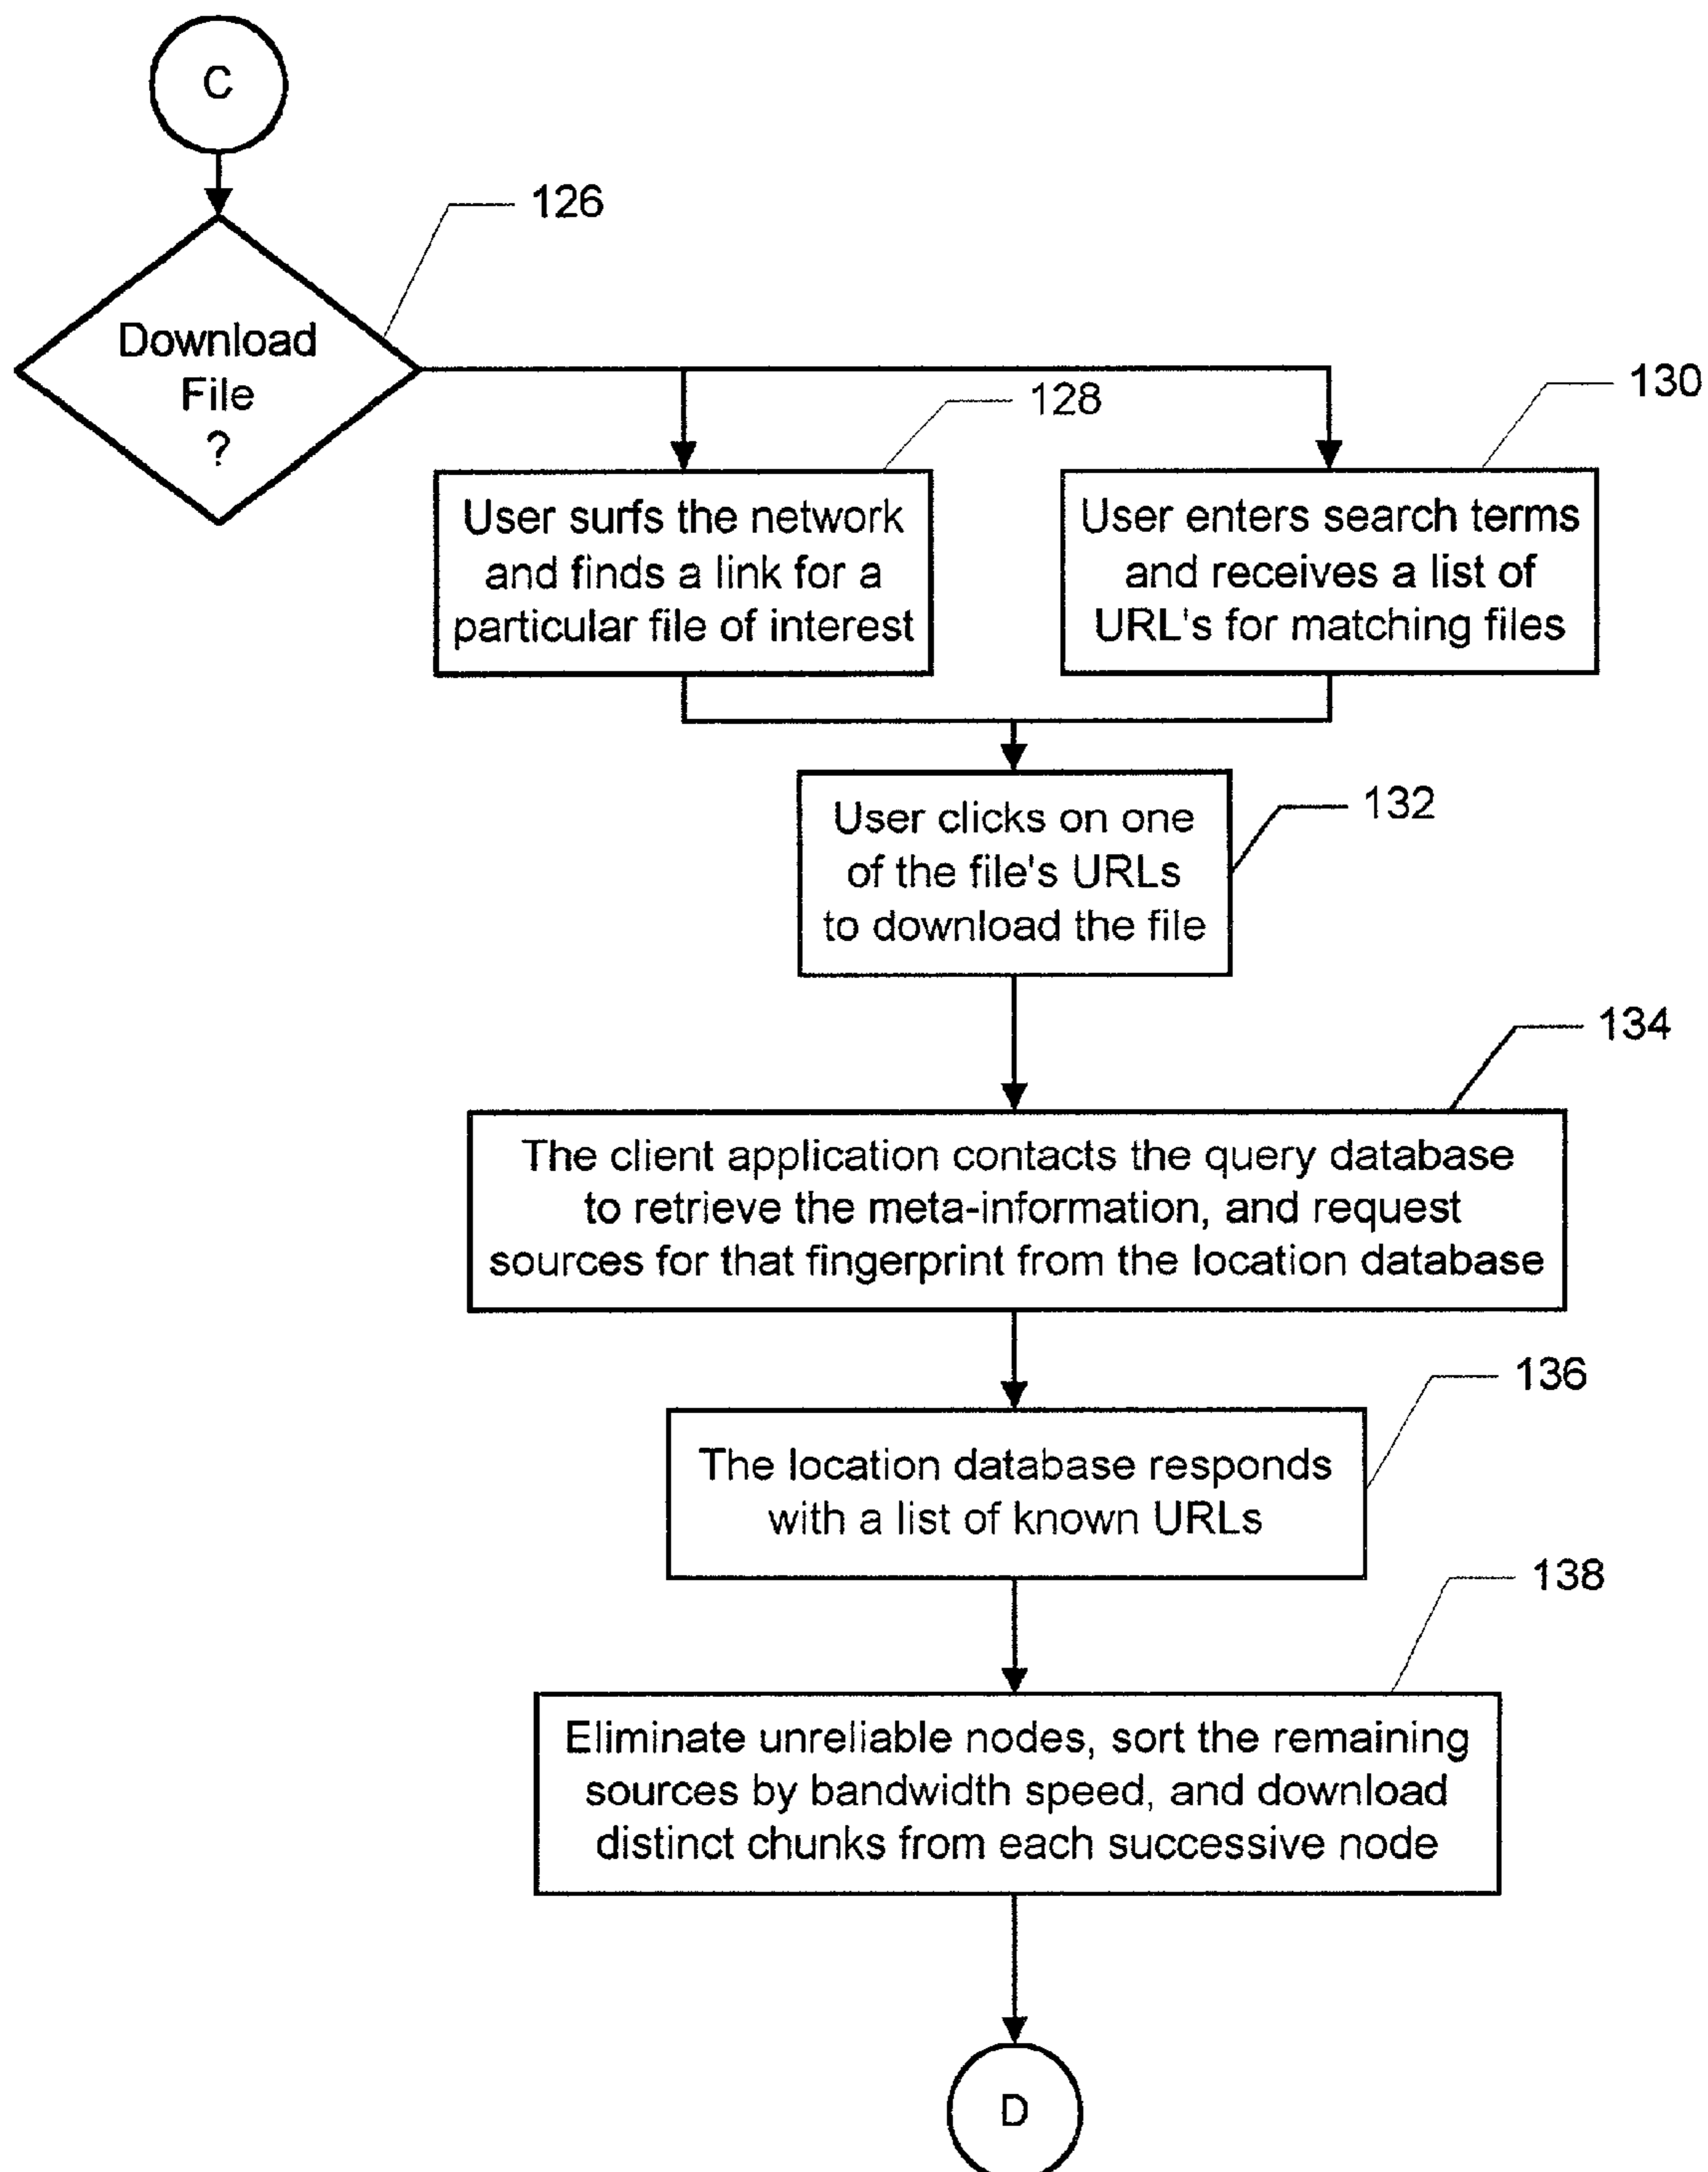 C
126
Download
File
?
128
130
User surfs the network
and finds a link for a
particular file of interest
User enters search terms
and receives a list of
URL's for matching files
132
User clicks on one
of the file's URLs
to download the file
134
The client application contacts the query database
to retrieve the meta-information, and request
sources for that fingerprint from the location database
136
The location database responds
with a list of known URLs
138
Eliminate unreliable nodes, sort the remaining
sources by bandwidth speed, and download
distinct chunks from each successive node
D